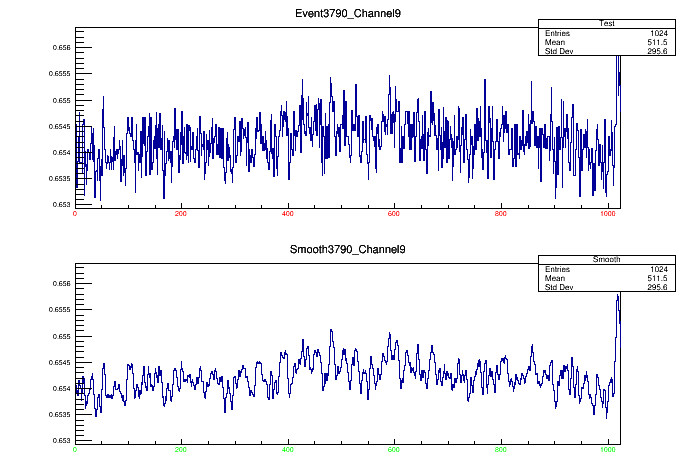 Event3790_Channel9
Test
Entries 1024
Mean 511.5
Std Dev 295.6
0.656
0.6555
0.655
0.6545
0.654
0.6535
0.653
0 200 400 600 800 1000
Smooth3790_Channel9
Smooth
Entries 1024
Mean 511.5
Std Dev 295.6
0.656
0.6555
0.655
0.6545
0.654
0.6535
0.653
0 200 400 600 800 1000